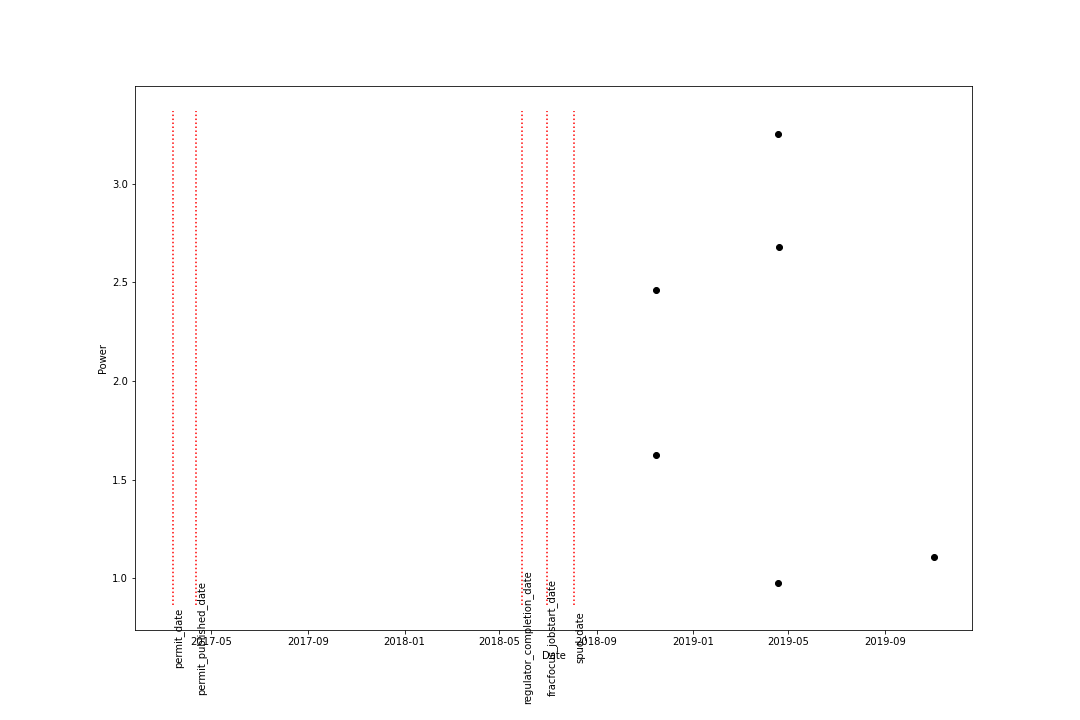 3.0
2.5
2.0
1.5
1.0
Power
2017-05
2017-09
2018-01
2018-05
2018-09
2019-01
2019-05
2019-09
Date
permit_date
permit_published_date
regulator_completion_date
fracfocus_jobstart_date
spud_date